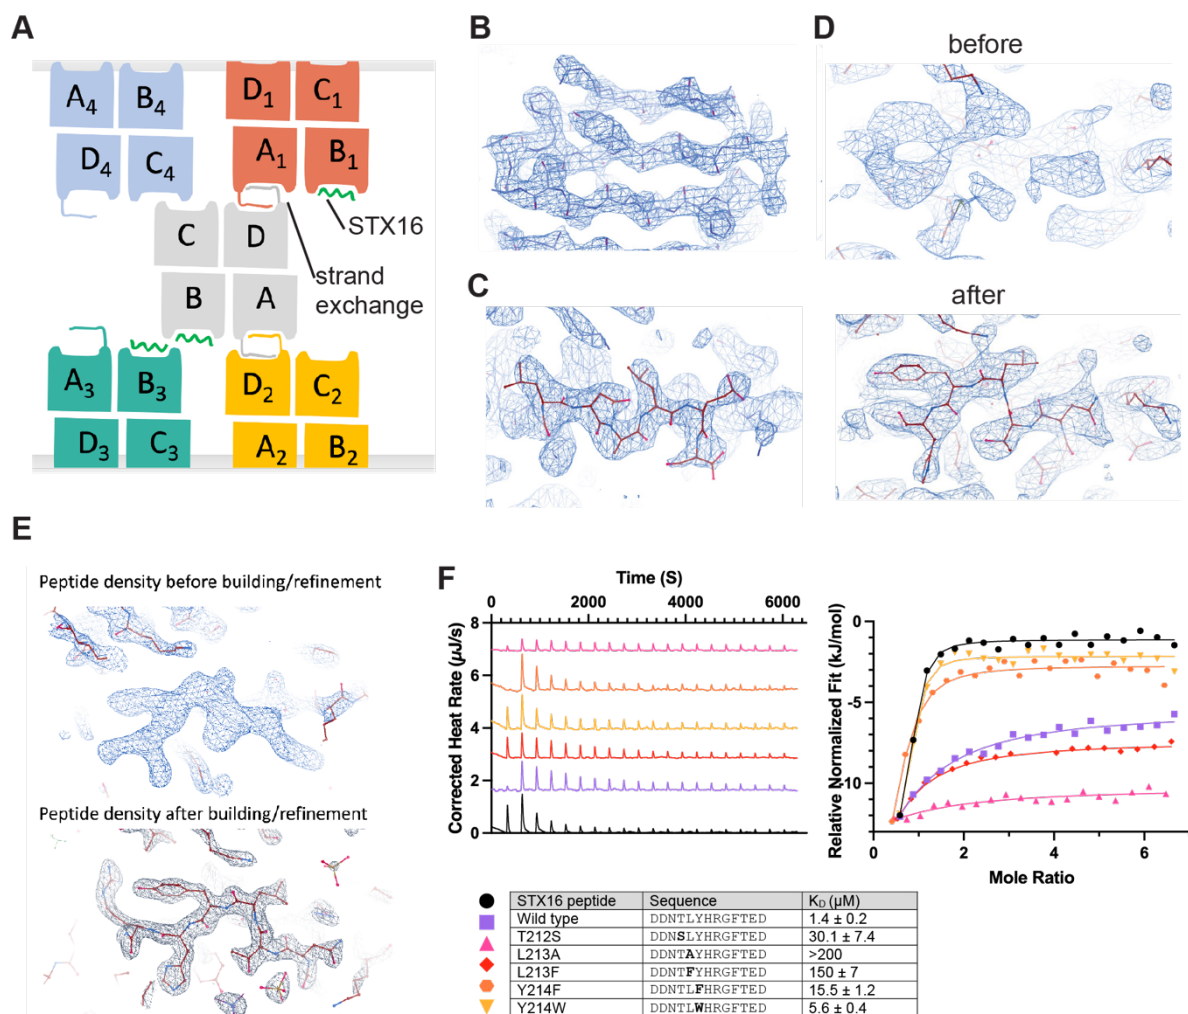 A
A4 B4 D1 C1
D4 C4 A1 B1
STX16
C D
strand
exchange
B A
A3 B3 D2 C2
D3 C3 A2 B2
B
C
D
before
after
E
Peptide density before building/refinement
Peptide density after building/refinement
F
Time (S)
0 2000 4000 6000
Corrected Heat Rate (µJ/s)
8
6
4
2
0
Relative Normalized Fit (kJ/mol)
0
-5
-10
0 2 4 6
Mole Ratio
STX16 peptide Sequence KD (µM)
Wild type DDNTLYHRGFTED 1.4 ± 0.2
T212S DDNSLYHRGFTED 30.1 ± 7.4
L213A DDNTAYHRGFTED >200
L213F DDNTFYHRGFTED 150 ± 7
Y214F DDNTLFHRGFTED 15.5 ± 1.2
Y214W DDNTLWHRGFTED 5.6 ± 0.4